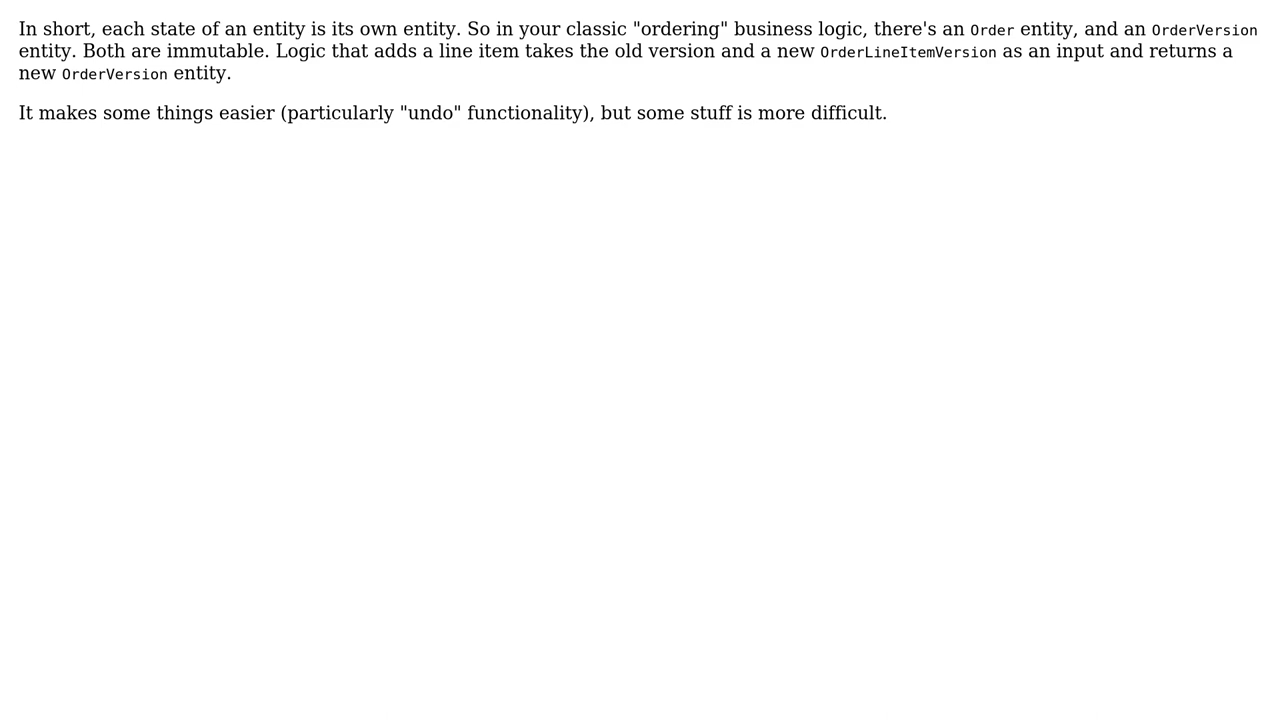 In short, each state of an entity is its own entity. So in your classic "ordering" business logic, there's an Order entity, and an OrderVersion
entity. Both are immutable. Logic that adds a line item takes the old version and a new OrderLineItemVersion as an input and returns a
new OrderVersion entity.
It makes some things easier (particularly "undo" functionality), but some stuff is more difficult.